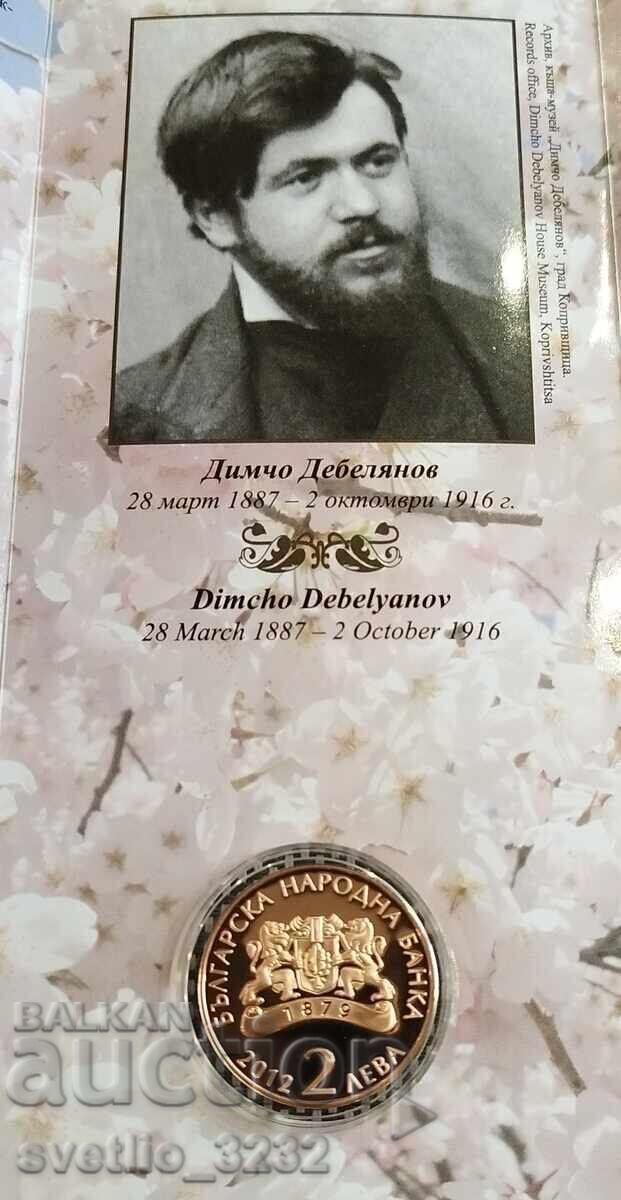 Архив, къща-музей „Димчо Дебелянов“, град Копривщица.
Records office, Dimcho Debelyanov House Museum, Koprivshtitsa
Димчо Дебелянов
28 март 1887 – 2 октомври 1916 г.
Dimcho Debelyanov
28 March 1887 – 2 October 1916
БЪЛГАРСКА НАРОДНА БАНКА
1879
2012 2 ЛЕВА
BALKAN
auction
svetlio_3232